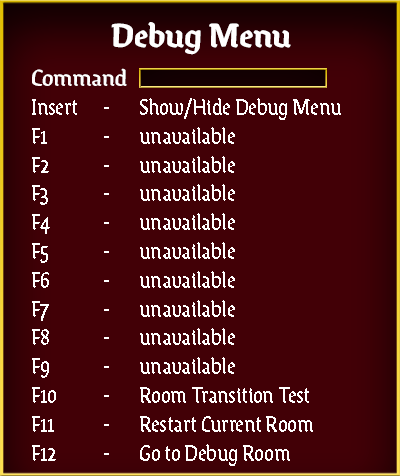 Debug Menu
Command
Insert - Show/Hide Debug Menu
F1 - unavailable
F2 - unavailable
F3 - unavailable
F4 - unavailable
F5 - unavailable
F6 - unavailable
F7 - unavailable
F8 - unavailable
F9 - unavailable
F10 - Room Transition Test
F11 - Restart Current Room
F12 - Go to Debug Room